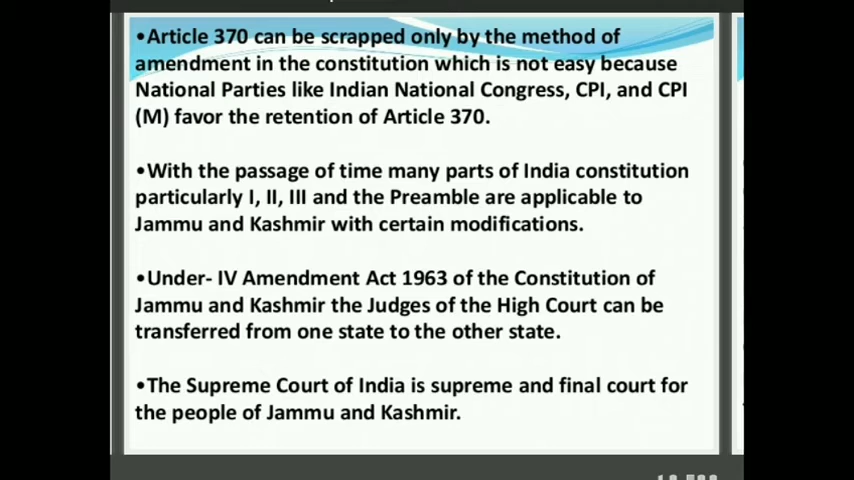 •Article 370 can be scrapped only by the method of
amendment in the constitution which is not easy because
National Parties like Indian National Congress, CPI, and CPI
(M) favor the retention of Article 370.
•With the passage of time many parts of India constitution
particularly I, II, III and the Preamble are applicable to
Jammu and Kashmir with certain modifications.
•Under- IV Amendment Act 1963 of the Constitution of
Jammu and Kashmir the Judges of the High Court can be
transferred from one state to the other state.
•The Supreme Court of India is supreme and final court for
the people of Jammu and Kashmir.